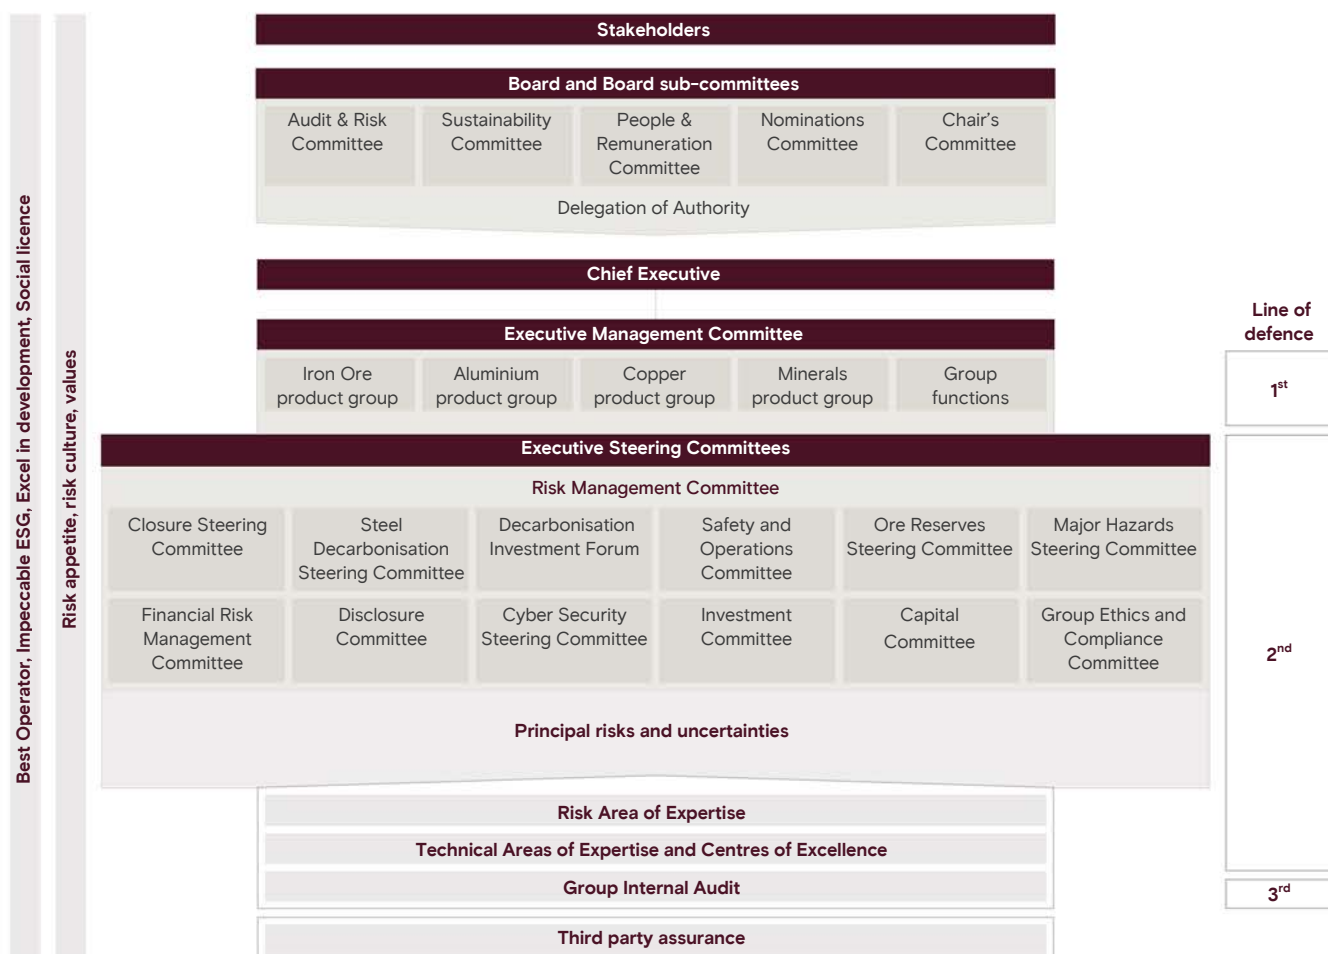 Stakeholders
Board and Board sub-committees
Audit & Risk
Committee
Sustainability
Committee
People &
Remuneration
Committee
Nominations
Committee
Chair's
Committee
Delegation of Authority
Chief Executive
Executive Management Committee
Iron Ore
product group
Aluminium
product group
Copper
product group
Minerals
product group
Group
functions
Executive Steering Committees
Risk Management Committee
Closure Steering
Committee
Steel
Decarbonisation
Steering Committee
Decarbonisation
Investment Forum
Safety and
Operations
Committee
Ore Reserves
Steering Committee
Major Hazards
Steering Committee
Financial Risk
Management
Committee
Disclosure
Committee
Cyber Security
Steering Committee
Investment
Committee
Capital
Committee
Group Ethics and
Compliance
Committee
Principal risks and uncertainties
Risk Area of Expertise
Technical Areas of Expertise and Centres of Excellence
Group Internal Audit
Third party assurance
Best Operator, Impeccable ESG, Excel in development, Social licence
Risk appetite, risk culture, values
Line of
defence
1st
2nd
3rd